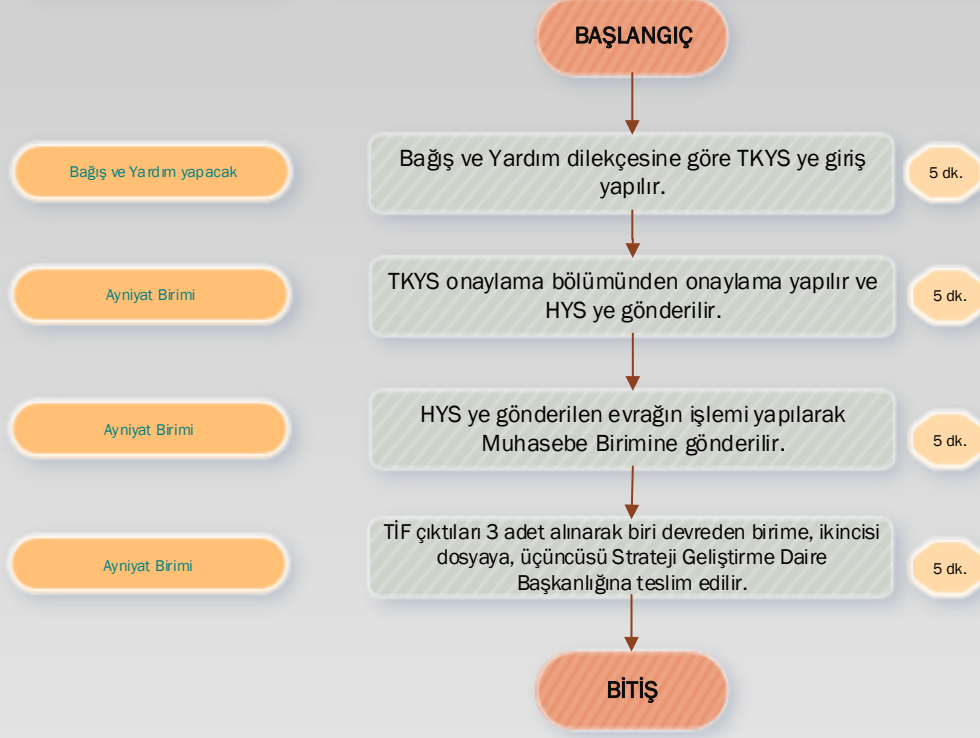 BAŞLANGIÇ
Bağış ve Yardım yapacak
Bağış ve Yardım dilekçesine göre TKYS ye giriş
yapılır.
5 dk.
Ayniyat Birimi
TKYS onaylama bölümünden onaylama yapılır ve
HYS ye gönderilir.
5 dk.
Ayniyat Birimi
HYS ye gönderilen evrağın işlemi yapılarak
Muhasebe Birimine gönderilir.
5 dk.
Ayniyat Birimi
TİF çıktıları 3 adet alınarak biri devreden birime, ikincisi
dosyaya, üçüncüsü Strateji Geliştirme Daire
Başkanlığına teslim edilir.
5 dk.
BİTİŞ